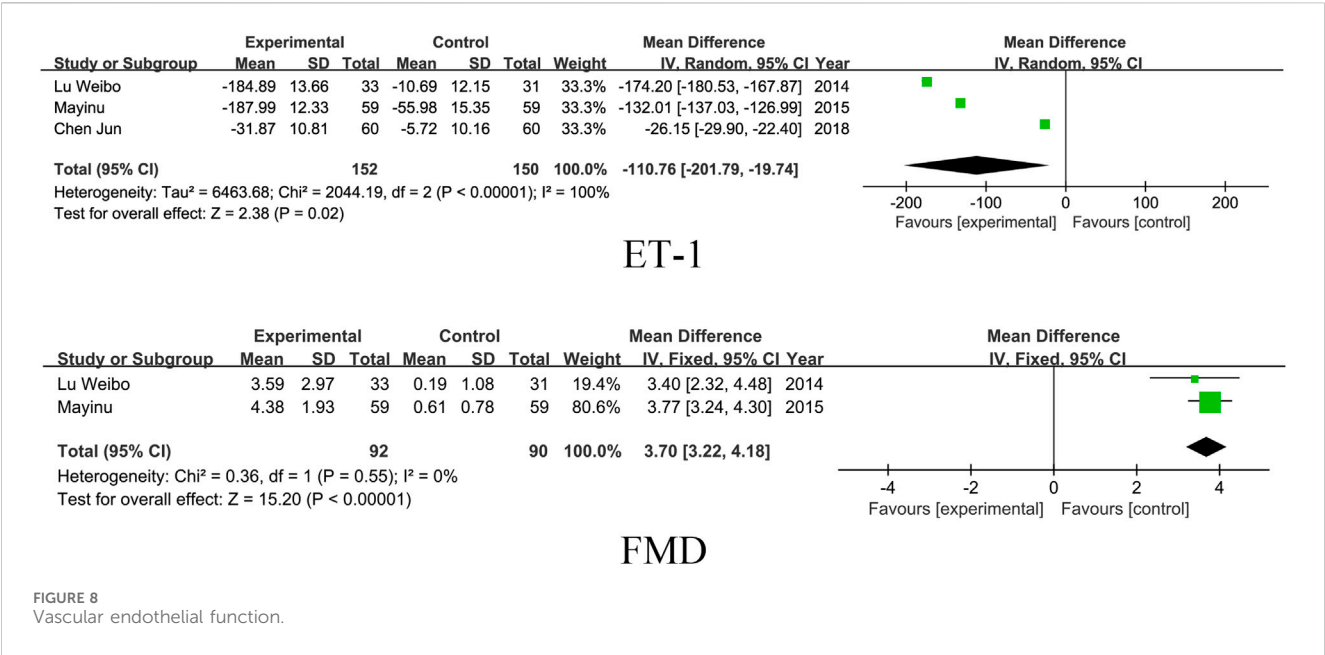 Experimental Control Mean Difference Mean Difference
Study or Subgroup Mean SD Total Mean SD Total Weight IV, Random, 95% CI Year IV, Random, 95% CI
Lu Weibo -184.89 13.66 33 -10.69 12.15 31 33.3% -174.20 [-180.53, -167.87] 2014
Mayinu -187.99 12.33 59 -55.98 15.35 59 33.3% -132.01 [-137.03, -126.99] 2015
Chen Jun -31.87 10.81 60 -5.72 10.16 60 33.3% -26.15 [-29.90, -22.40] 2018
Total (95% CI) 152 150 100.0% -110.76 [-201.79, -19.74]
Heterogeneity: Tau² = 6463.68; Chi² = 2044.19, df = 2 (P < 0.00001); I² = 100%
Test for overall effect: Z = 2.38 (P = 0.02)
-200 -100 0 100 200
Favours [experimental] Favours [control]
ET-1
Experimental Control Mean Difference Mean Difference
Study or Subgroup Mean SD Total Mean SD Total Weight IV, Fixed, 95% CI Year IV, Fixed, 95% CI
Lu Weibo 3.59 2.97 33 0.19 1.08 31 19.4% 3.40 [2.32, 4.48] 2014
Mayinu 4.38 1.93 59 0.61 0.78 59 80.6% 3.77 [3.24, 4.30] 2015
Total (95% CI) 92 90 100.0% 3.70 [3.22, 4.18]
Heterogeneity: Chi² = 0.36, df = 1 (P = 0.55); I² = 0%
Test for overall effect: Z = 15.20 (P < 0.00001)
-4 -2 0 2 4
Favours [experimental] Favours [control]
FMD
FIGURE 8
Vascular endothelial function.